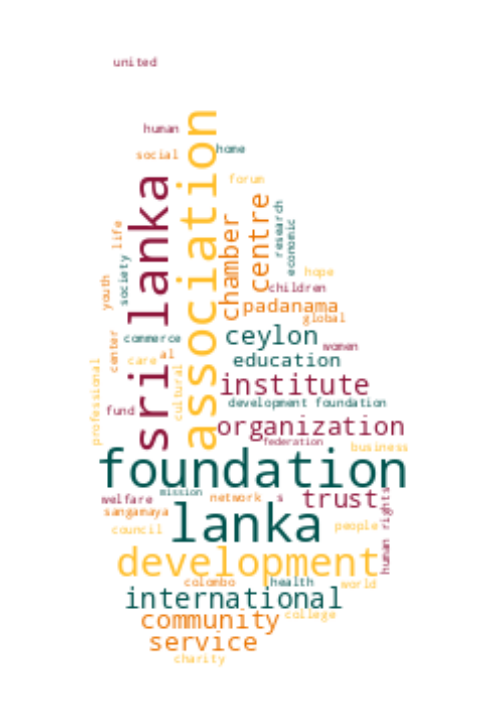 united
human
home
social
association
forum
sri lanka
chamber
centre
research
economic
life
society
youth
hope
children
padanama
global
commerce
center
ceylon
women
care
al
education
professional
cultural
institute
development foundation
fund
organization
federation
business
foundation
welfare
mission
network
s
trust
human rights
sangamaya
lanka
council
people
development
colombo
health
world
international
community
college
service
charity